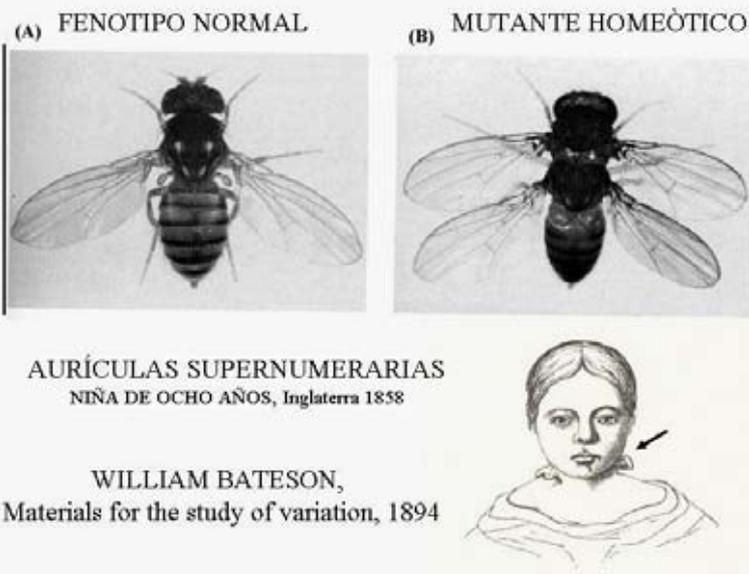 (A) FENOTIPO NORMAL
(B) MUTANTE HOMEÒTICO
AURÍCULAS SUPERNUMERARIAS
NIÑA DE OCHO AÑOS, Inglaterra 1858
WILLIAM BATESON,
Materials for the study of variation, 1894